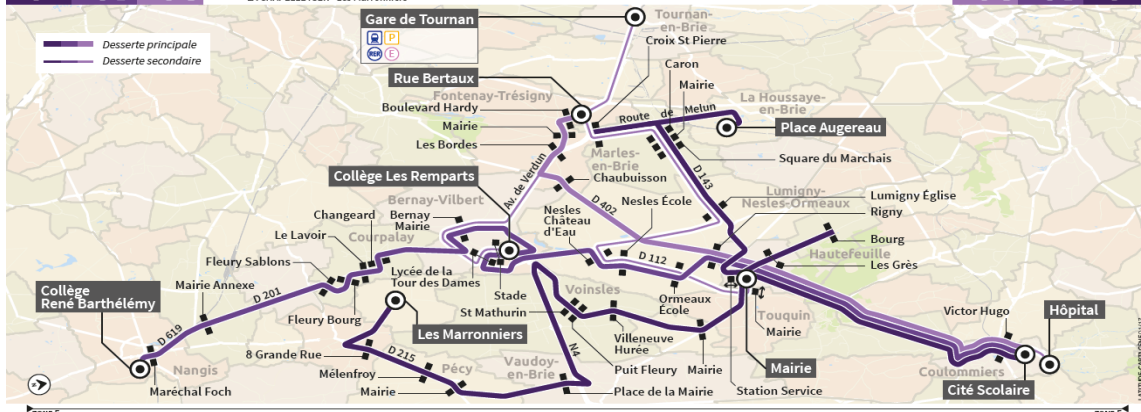 Desserte principale
Desserte secondaire
Gare de Tournan
P
RER E
Tournan-
en-Brie
Croix St Pierre
Caron
Mairie
Rue Bertaux
Fontenay-Trésigny
Boulevard Hardy
Mairie
Les Bordes
Route de Melun
La Houssaye-
en-Brie
Place Augereau
Square du Marchais
Marles-
en-Brie
Chaubuisson
D 143
Collège Les Remparts
Av. de Verdun
D 402
Bernay-Vilbert
Bernay
Mairie
Nesles
Château
d'Eau
Nesles École
Lumigny-
Nesles-Ormeaux
Lumigny Église
Rigny
Bourg
Hautefeuille
Les Grès
Changeard
Courpalay
Le Lavoir
Fleury Sablons
Mairie Annexe
D 201
Fleury Bourg
Lycée de la
Tour des Dames
Stade
D 112
Ormeaux
École
Touquin
Mairie
Collège
René Barthélémy
D 619
Nangis
Maréchal Foch
Les Marronniers
St Mathurin
Voinsles
Villeneuve
Hurée
Puit Fleury
Mairie
Mairie
Station Service
Victor Hugo
Hôpital
Coulommiers
Cité Scolaire
8 Grande Rue
D 215
Mélenfroy
Mairie
Pécy
Vaudoy-
en-Brie
N4
Place de la Mairie